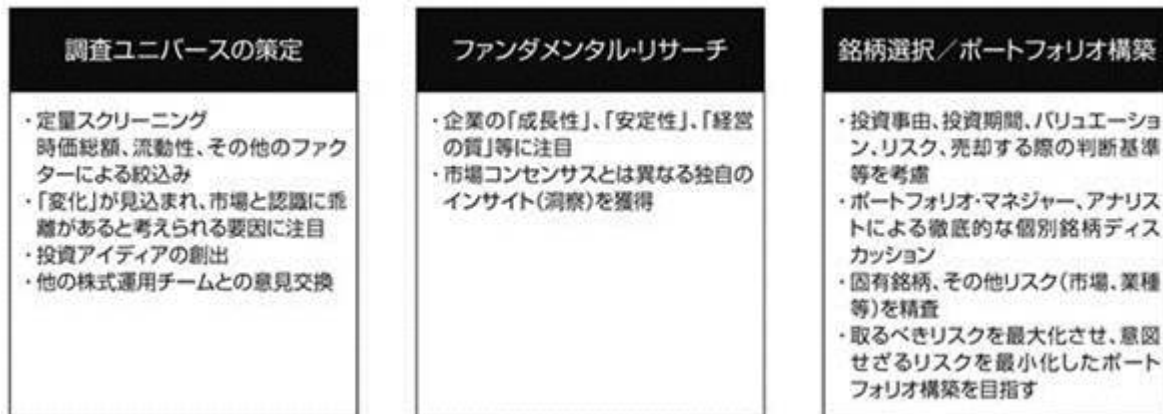 調査ユニバースの策定
・定量スクリーニング
時価総額、流動性、その他のファク
ターによる絞込み
・「変化」が見込まれ、市場と認識に乖
離があると考えられる要因に注目
・投資アイディアの創出
・他の株式運用チームとの意見交換
ファンダメンタル・リサーチ
・企業の「成長性」、「安定性」、「経営
の質」等に注目
・市場コンセンサスとは異なる独自の
インサイト(洞察)を獲得
銘柄選択／ポートフォリオ構築
・投資事由、投資期間、バリュエーショ
ン、リスク、売却する際の判断基準
等を考慮
・ポートフォリオ・マネジャー、アナリス
トによる徹底的な個別銘柄ディス
カッション
・固有銘柄、その他リスク(市場、業種
等)を精査
・取るべきリスクを最大化させ、意図
せざるリスクを最小化したポート
フォリオ構築を目指す